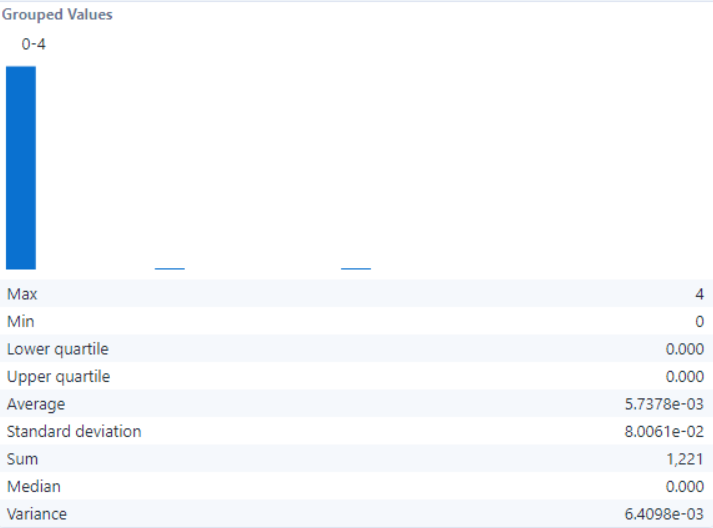 Grouped Values
0-4
Max 4
Min 0
Lower quartile 0.000
Upper quartile 0.000
Average 5.7378e-03
Standard deviation 8.0061e-02
Sum 1,221
Median 0.000
Variance 6.4098e-03